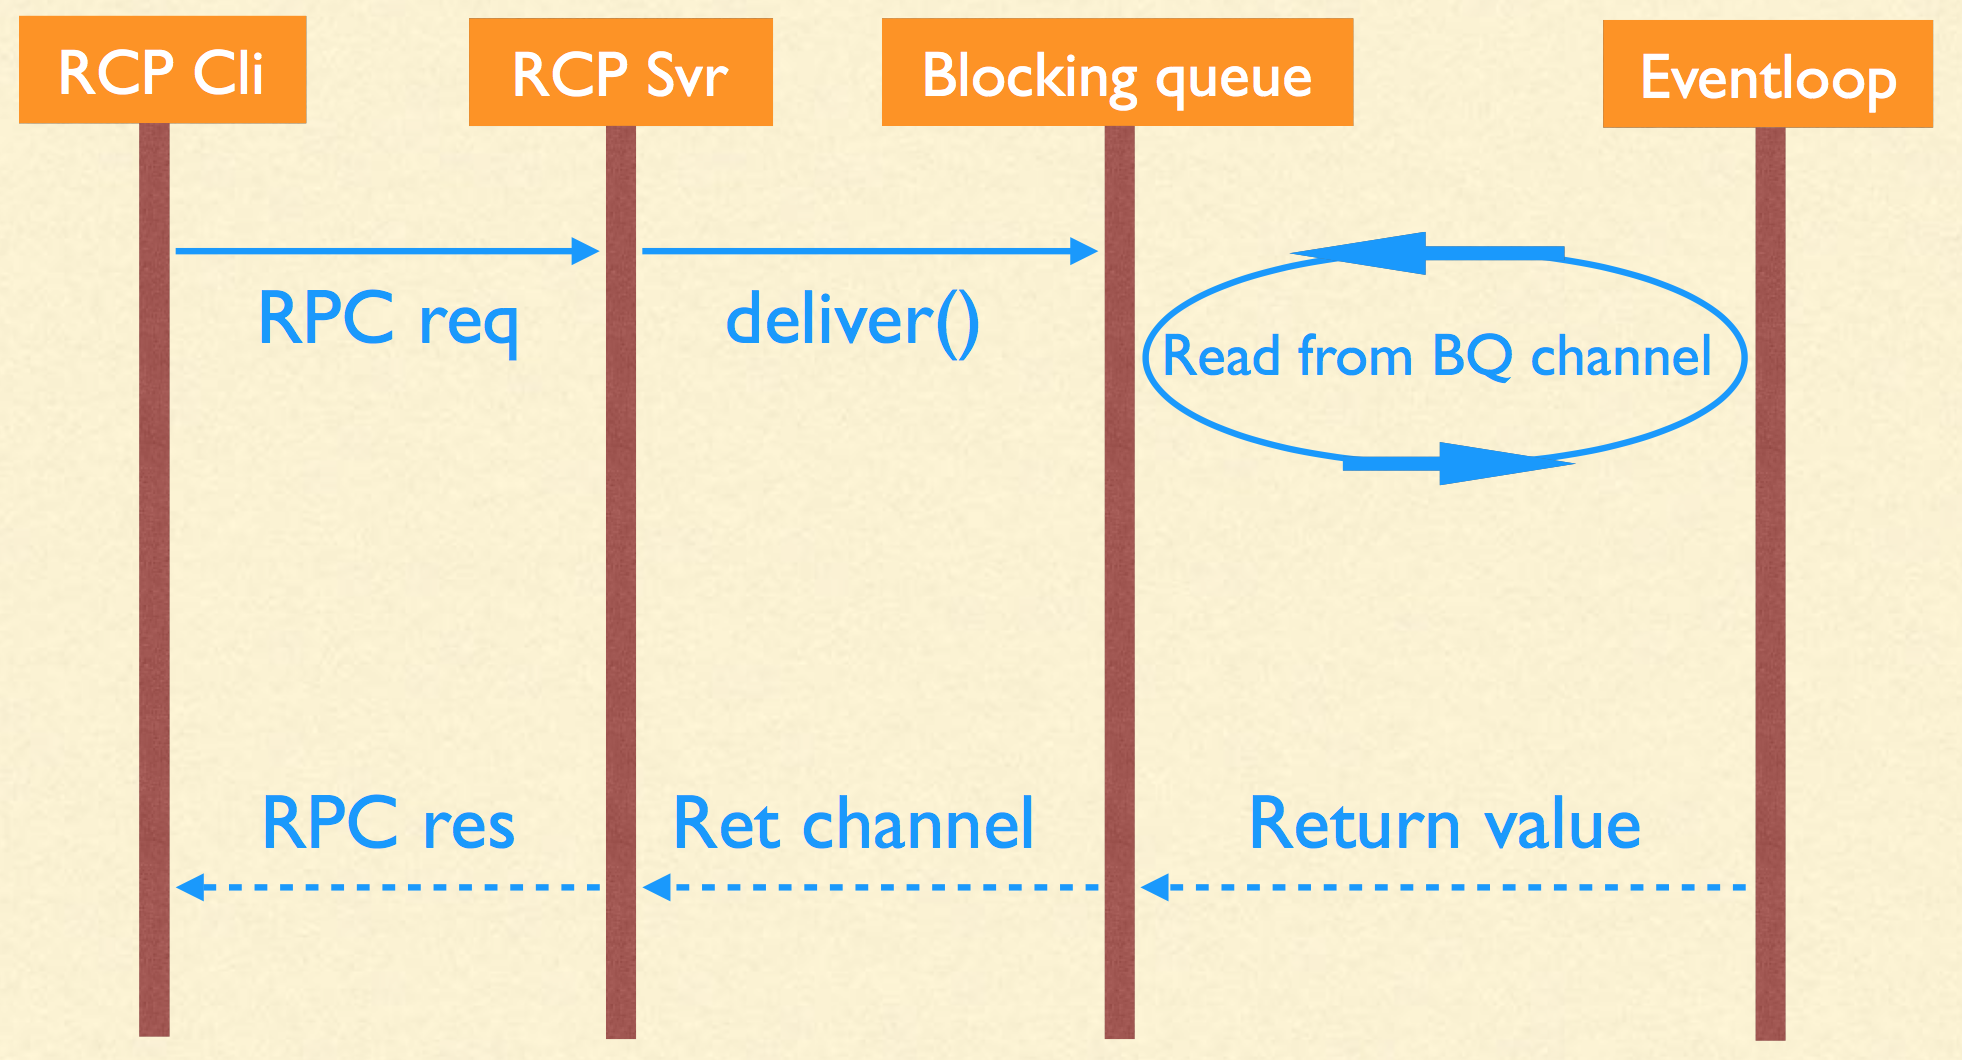 RCP Cli
RCP Svr
Blocking queue
Eventloop
RPC req
deliver()
Read from BQ channel
RPC res
Ret channel
Return value